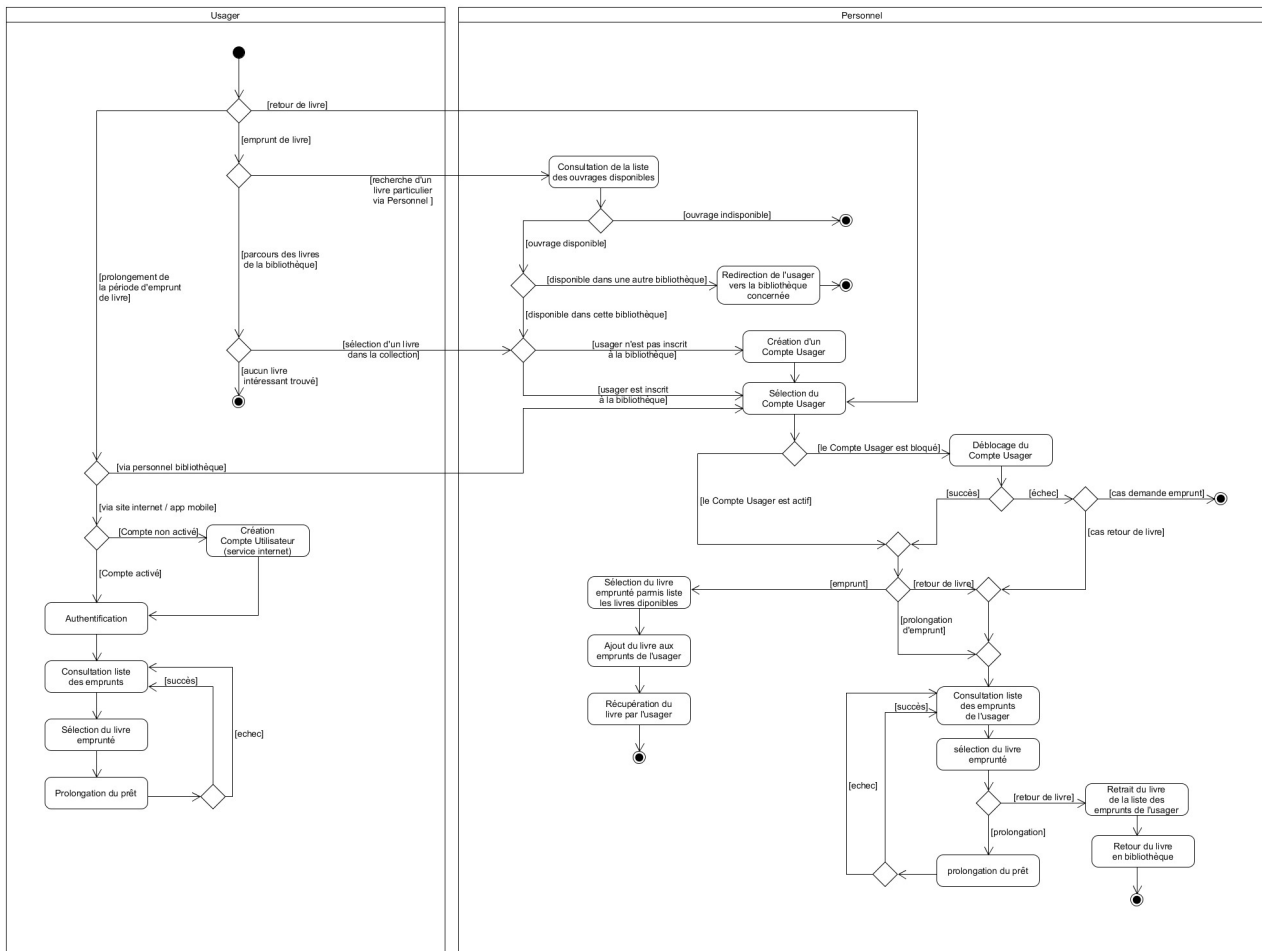 Usager
Personnel
[retour de livre]
[emprunt de livre]
[recherche d'un
livre particulier
via Personnel ]
Consultation de la liste
des ouvrages disponibles
[ouvrage indisponible]
[ouvrage disponible]
[parcours des livres
de la bibliothèque]
[prolongement de
la période d'emprunt
de livre]
[disponible dans une autre bibliothèque]
Redirection de l'usager
vers la bibliothèque
concernée
[disponible dans cette bibliothèque]
[sélection d'un livre
dans la collection]
[usager n'est pas inscrit
à la bibliothèque]
Création d'un
Compte Usager
[aucun livre
intéressant trouvé]
[usager est inscrit
à la bibliothèque]
Sélection du
Compte Usager
[le Compte Usager est bloqué]
Déblocage du
Compte Usager
[via personnel bibliothèque]
[le Compte Usager est actif]
[succès]
[échec]
[cas demande emprunt]
[via site internet / app mobile]
[Compte non activé]
Création
Compte Utilisateur
(service internet)
[cas retour de livre]
[Compte activé]
Sélection du livre
emprunté parmis liste
les livres diponibles
[emprunt]
[retour de livre]
Authentification
[prolongation
d'emprunt]
Ajout du livre aux
emprunts de l'usager
Consultation liste
des emprunts
[succès]
Récupération du
livre par l'usager
Consultation liste
des emprunts
de l'usager
[succès]
Sélection du livre
emprunté
[echec]
sélection du livre
emprunté
Prolongation du prêt
[echec]
[retour de livre]
Retrait du livre
de la liste des
emprunts de l'usager
[prolongation]
Retour du livre
en bibliothèque
prolongation du prêt